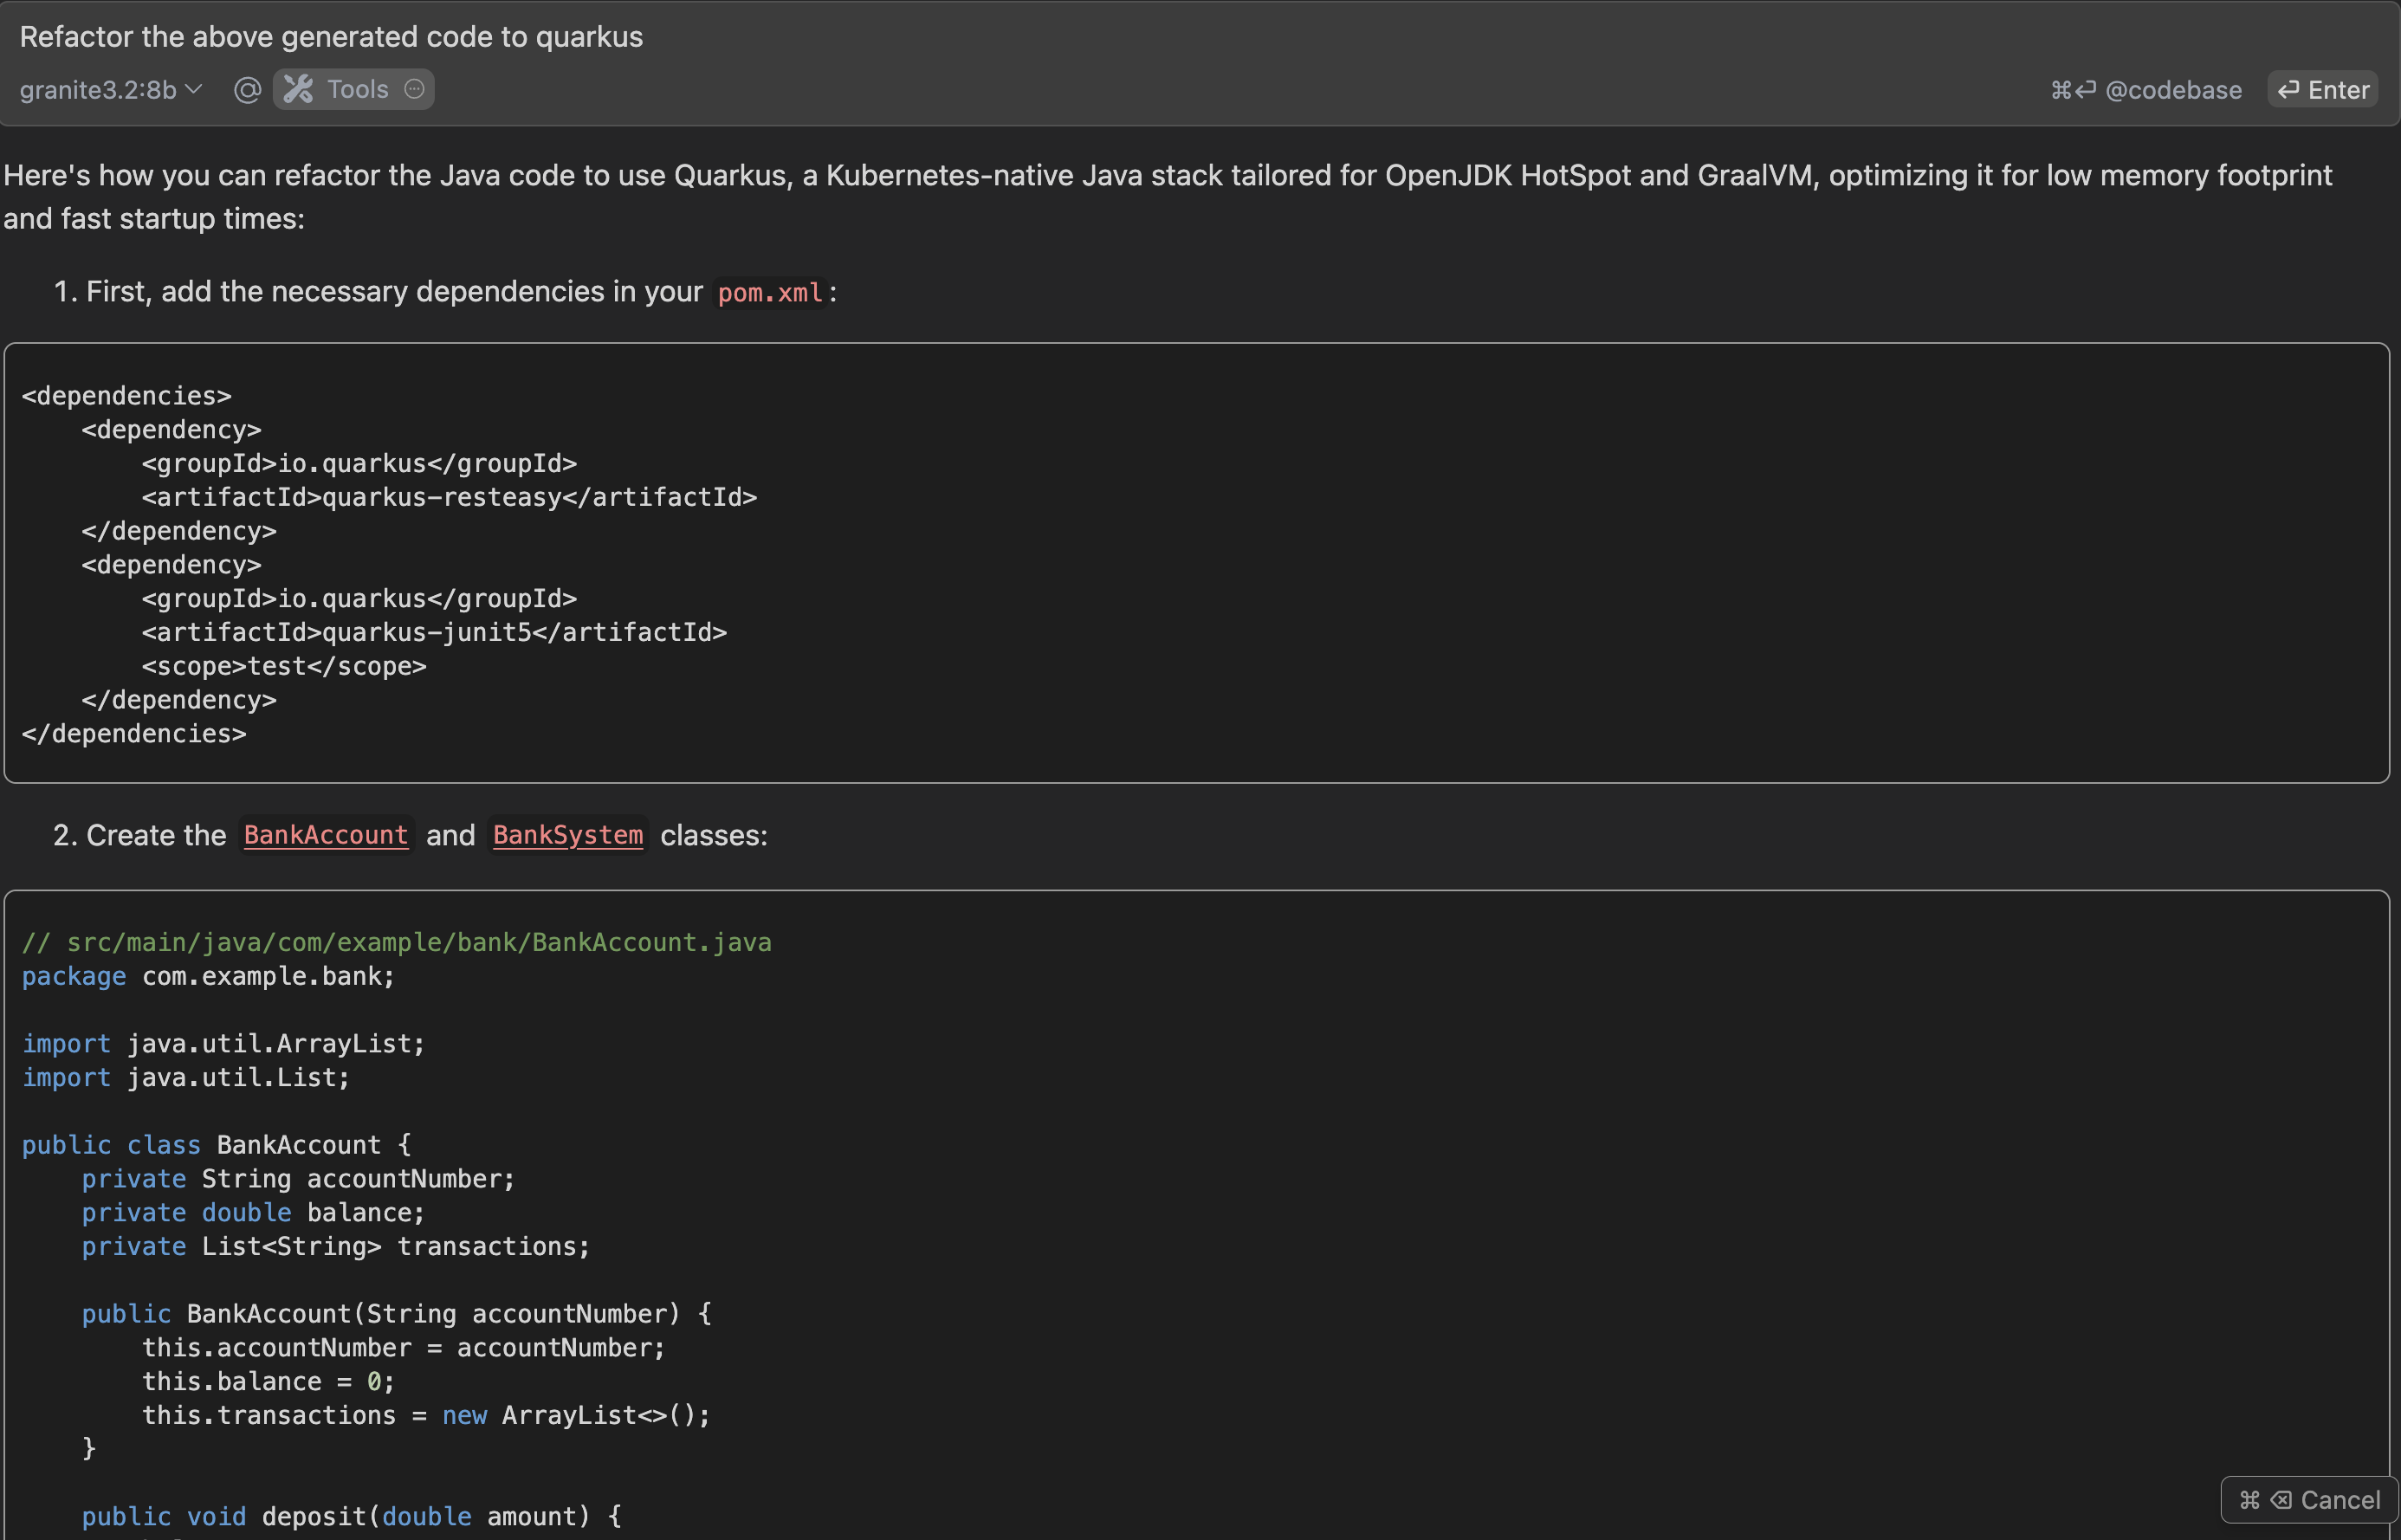 Refactor the above generated code to quarkus
granite3.2:8b @ Tools ⌘⏎ @codebase ⏎ Enter
Here's how you can refactor the Java code to use Quarkus, a Kubernetes-native Java stack tailored for OpenJDK HotSpot and GraalVM, optimizing it for low memory footprint
and fast startup times:
1. First, add the necessary dependencies in your pom.xml:
<dependencies>
    <dependency>
        <groupId>io.quarkus</groupId>
        <artifactId>quarkus-resteasy</artifactId>
    </dependency>
    <dependency>
        <groupId>io.quarkus</groupId>
        <artifactId>quarkus-junit5</artifactId>
        <scope>test</scope>
    </dependency>
</dependencies>
2. Create the BankAccount and BankSystem classes:
// src/main/java/com/example/bank/BankAccount.java
package com.example.bank;
import java.util.ArrayList;
import java.util.List;
public class BankAccount {
    private String accountNumber;
    private double balance;
    private List<String> transactions;
    public BankAccount(String accountNumber) {
        this.accountNumber = accountNumber;
        this.balance = 0;
        this.transactions = new ArrayList<>();
    }
⌘ ⌫ Cancel
    public void deposit(double amount) {